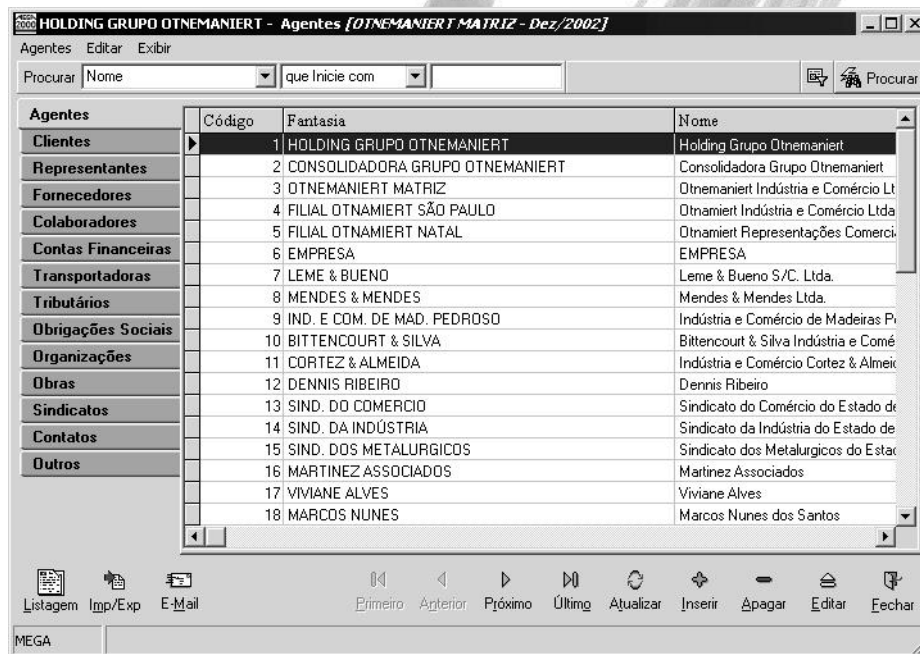 HOLDING GRUPO OTNEMANIERT - Agentes [OTNEMANIERT MATRIZ - Dez/2002]
Agentes Editar Exibir
Procurar Nome que Inicie com Procurar
Agentes
Clientes
Representantes
Fornecedores
Colaboradores
Contas Financeiras
Transportadoras
Tributários
Obrigações Sociais
Organizações
Obras
Sindicatos
Contatos
Outros
Código Fantasia Nome
1 HOLDING GRUPO OTNEMANIERT Holding Grupo Otnemaniert
2 CONSOLIDADORA GRUPO OTNEMANIERT Consolidadora Grupo Otnemaniert
3 OTNEMANIERT MATRIZ Otnemaniert Indústria e Comércio Lt
4 FILIAL OTNAMIERT SÃO PAULO Otnamiert Indústria e Comércio Ltda
5 FILIAL OTNAMIERT NATAL Otnamiert Representações Comerci
6 EMPRESA EMPRESA
7 LEME & BUENO Leme & Bueno S/C. Ltda.
8 MENDES & MENDES Mendes & Mendes Ltda.
9 IND. E COM. DE MAD. PEDROSO Indústria e Comércio de Madeiras P
10 BITTENCOURT & SILVA Bittencourt & Silva Indústria e Comé
11 CORTEZ & ALMEIDA Indústria e Comércio Cortez & Almei
12 DENNIS RIBEIRO Dennis Ribeiro
13 SIND. DO COMERCIO Sindicato do Comércio do Estado de
14 SIND. DA INDÚSTRIA Sindicato da Indústria do Estado de
15 SIND. DOS METALURGICOS Sindicato dos Metalurgicos do Esta
16 MARTINEZ ASSOCIADOS Martinez Associados
17 VIVIANE ALVES Viviane Alves
18 MARCOS NUNES Marcos Nunes dos Santos
Listagem Imp/Exp E-Mail Primeiro Anterior Próximo Último Atualizar Inserir Apagar Editar Fechar
MEGA